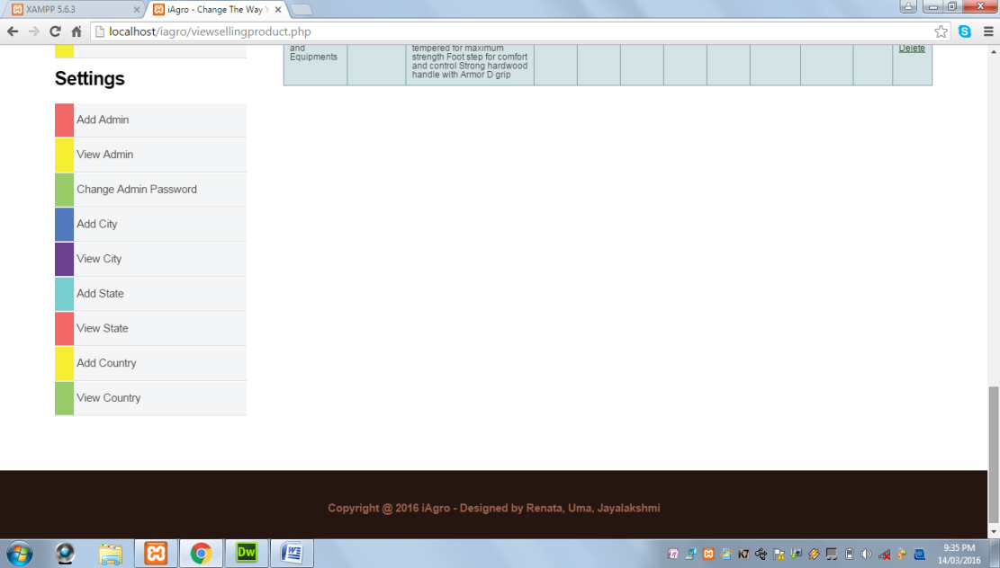 XAMPP 5.6.3
iAgro - Change The Way Y
localhost/iagro/viewsellingproduct.php
and
Equipments
tempered for maximum
strength Foot step for comfort
and control Strong hardwood
handle with Armor D grip
Delete
Settings
Add Admin
View Admin
Change Admin Password
Add City
View City
Add State
View State
Add Country
View Country
Copyright @ 2016 iAgro - Designed by Renata, Uma, Jayalakshmi
Dw
W
9:35 PM
14/03/2016